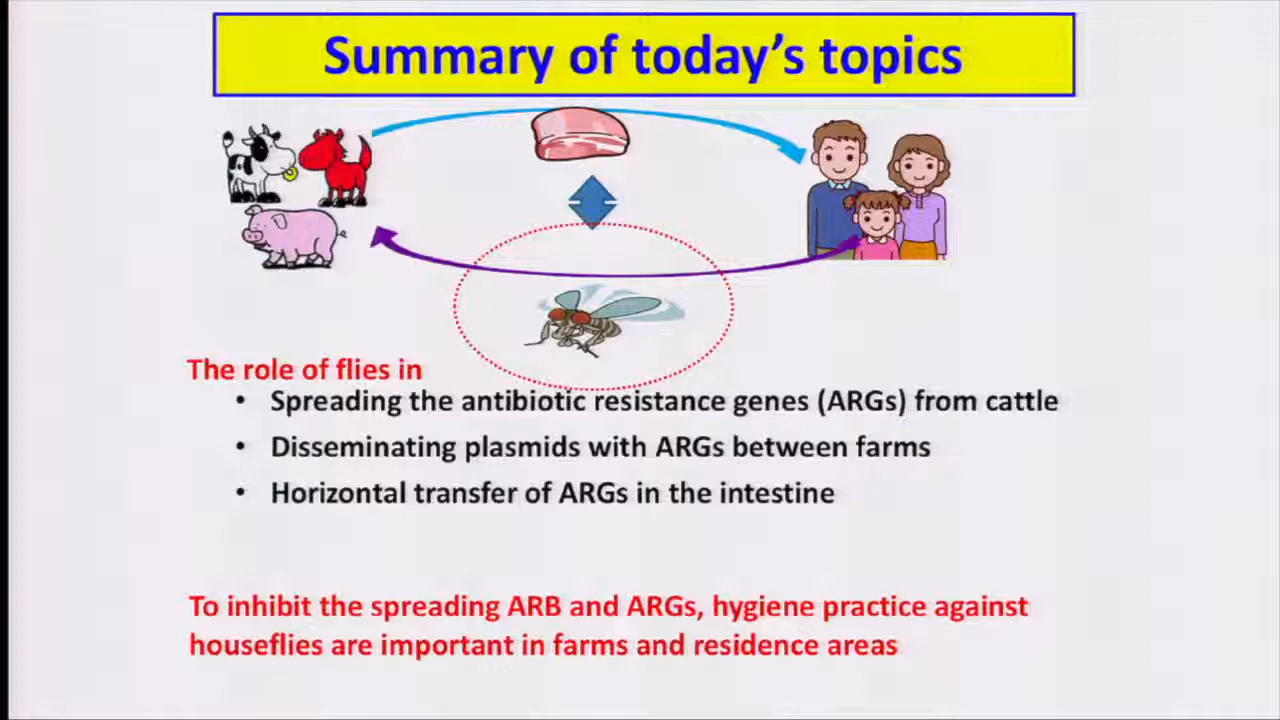 Summary of today's topics
The role of flies in
• Spreading the antibiotic resistance genes (ARGs) from cattle
• Disseminating plasmids with ARGs between farms
• Horizontal transfer of ARGs in the intestine
To inhibit the spreading ARB and ARGs, hygiene practice against
houseflies are important in farms and residence areas